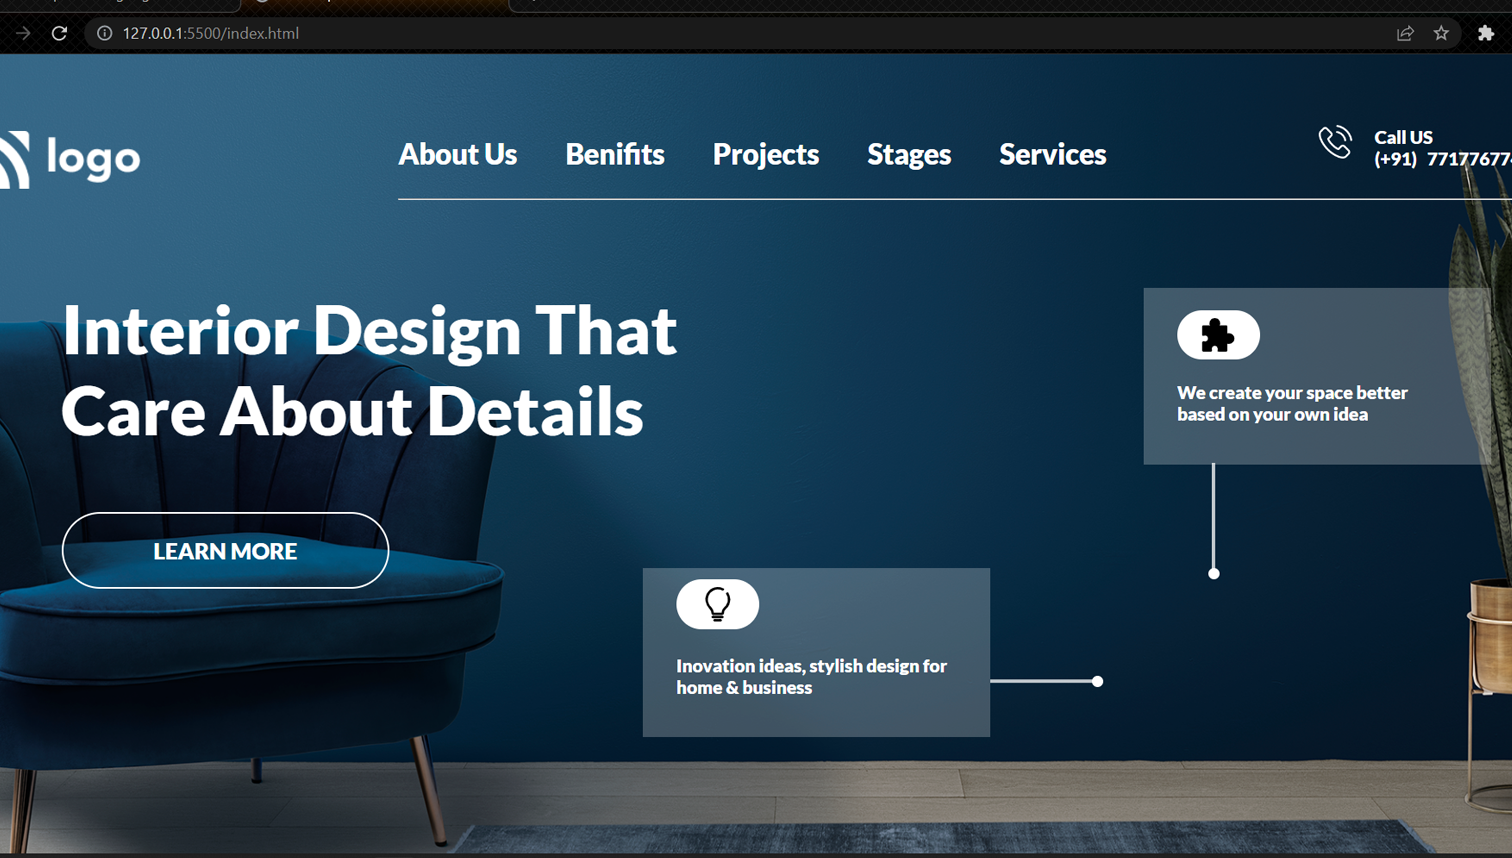 127.0.0.1:5500/index.html
logo
About Us Benifits Projects Stages Services
Call US
(+91) 77177677
Interior Design That
Care About Details
We create your space better
based on your own idea
LEARN MORE
Inovation ideas, stylish design for
home & business